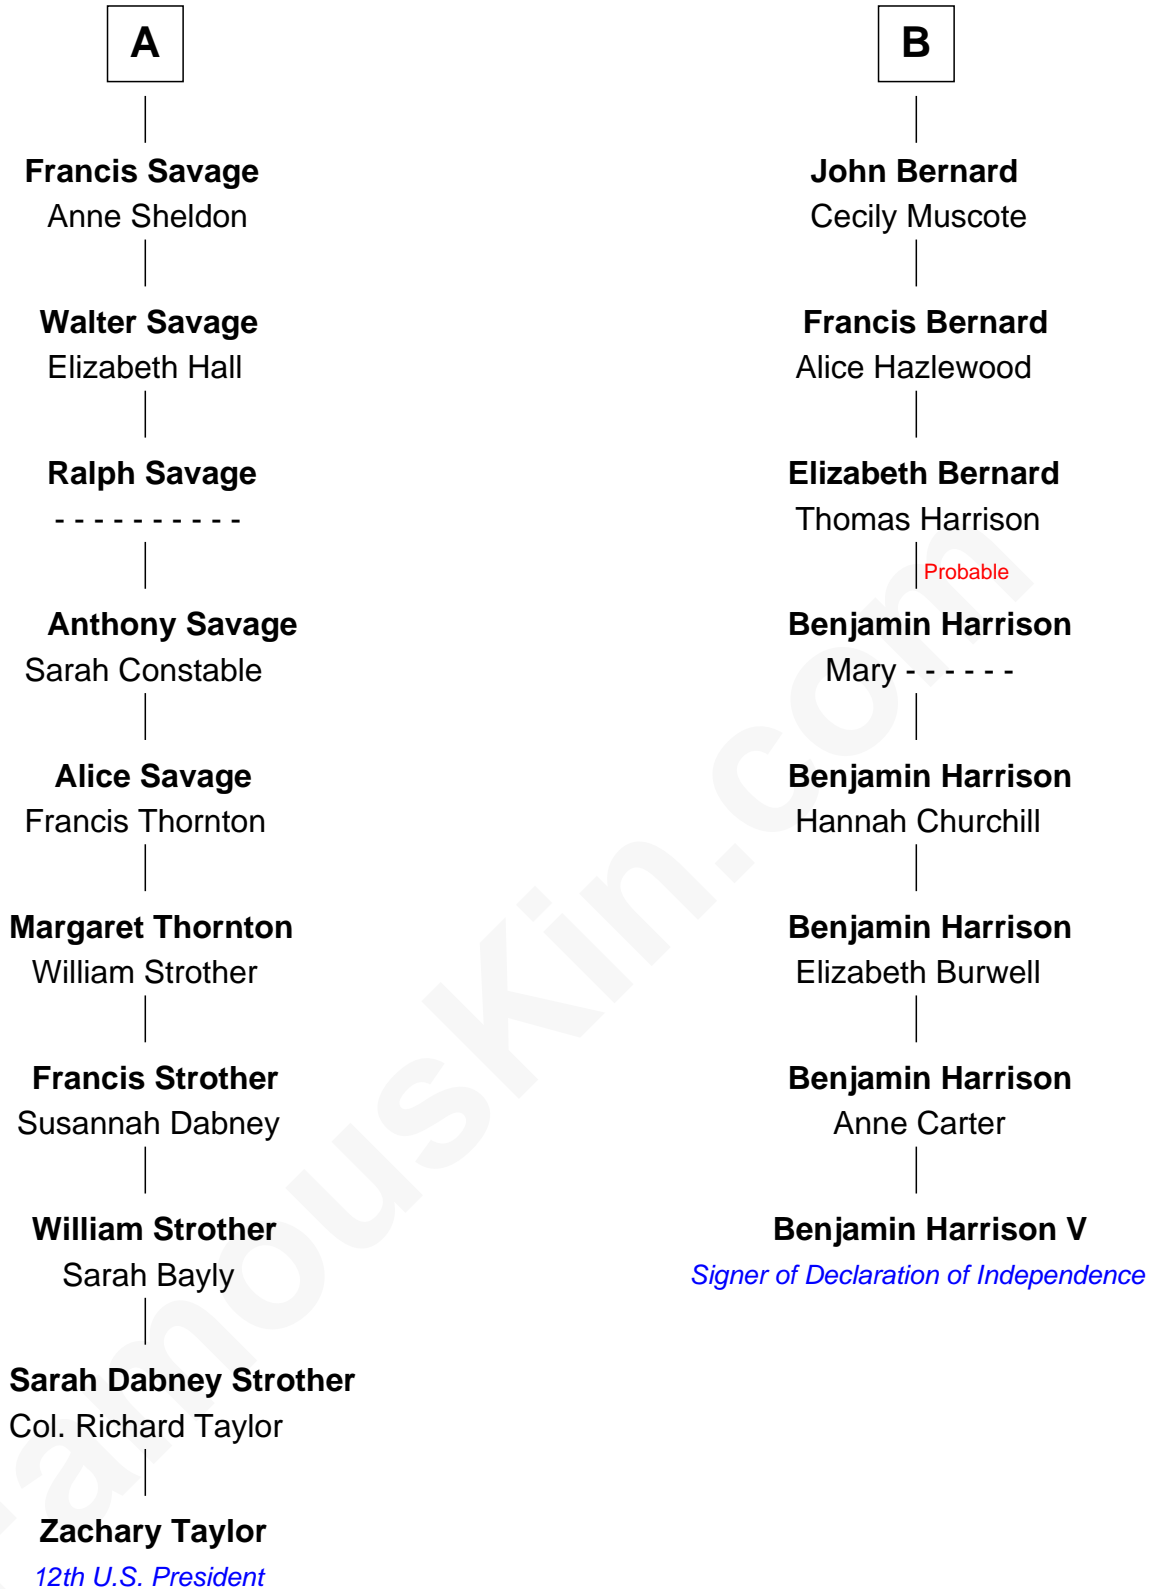 A
Francis Savage
Anne Sheldon
Walter Savage
Elizabeth Hall
Ralph Savage
- - - - - - - - - -
Anthony Savage
Sarah Constable
Alice Savage
Francis Thornton
Margaret Thornton
William Strother
Francis Strother
Susannah Dabney
William Strother
Sarah Bayly
Sarah Dabney Strother
Col. Richard Taylor
Zachary Taylor
12th U.S. President
B
John Bernard
Cecily Muscote
Francis Bernard
Alice Hazlewood
Elizabeth Bernard
Thomas Harrison
Probable
Benjamin Harrison
Mary - - - - - -
Benjamin Harrison
Hannah Churchill
Benjamin Harrison
Elizabeth Burwell
Benjamin Harrison
Anne Carter
Benjamin Harrison V
Signer of Declaration of Independence
FamousKin.com